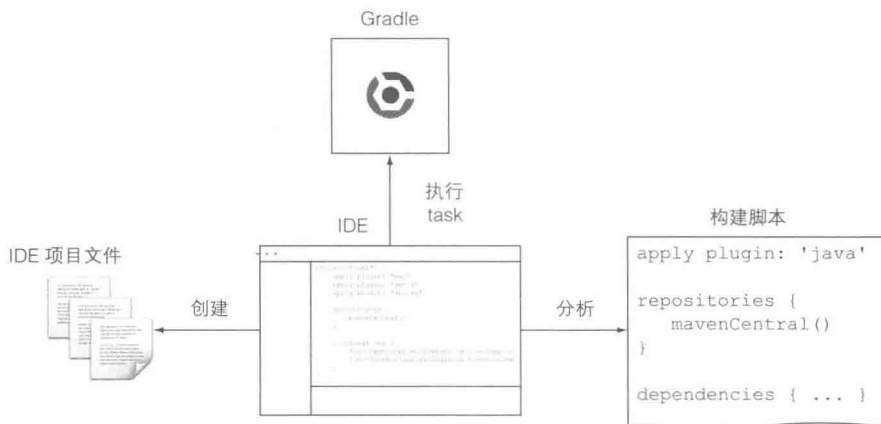 Gradle
执行
task
IDE
构建脚本
IDE 项目文件
创建
分析
apply plugin: 'java'
repositories {
mavenCentral()
}
dependencies { ... }